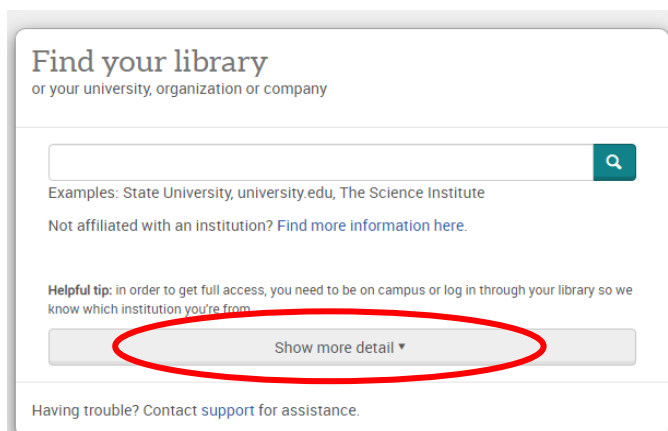 Find your library
or your university, organization or company
Examples: State University, university.edu, The Science Institute
Not affiliated with an institution? Find more information here.
Helpful tip: in order to get full access, you need to be on campus or log in through your library so we
know which institution you're from.
Show more detail ▾
Having trouble? Contact support for assistance.